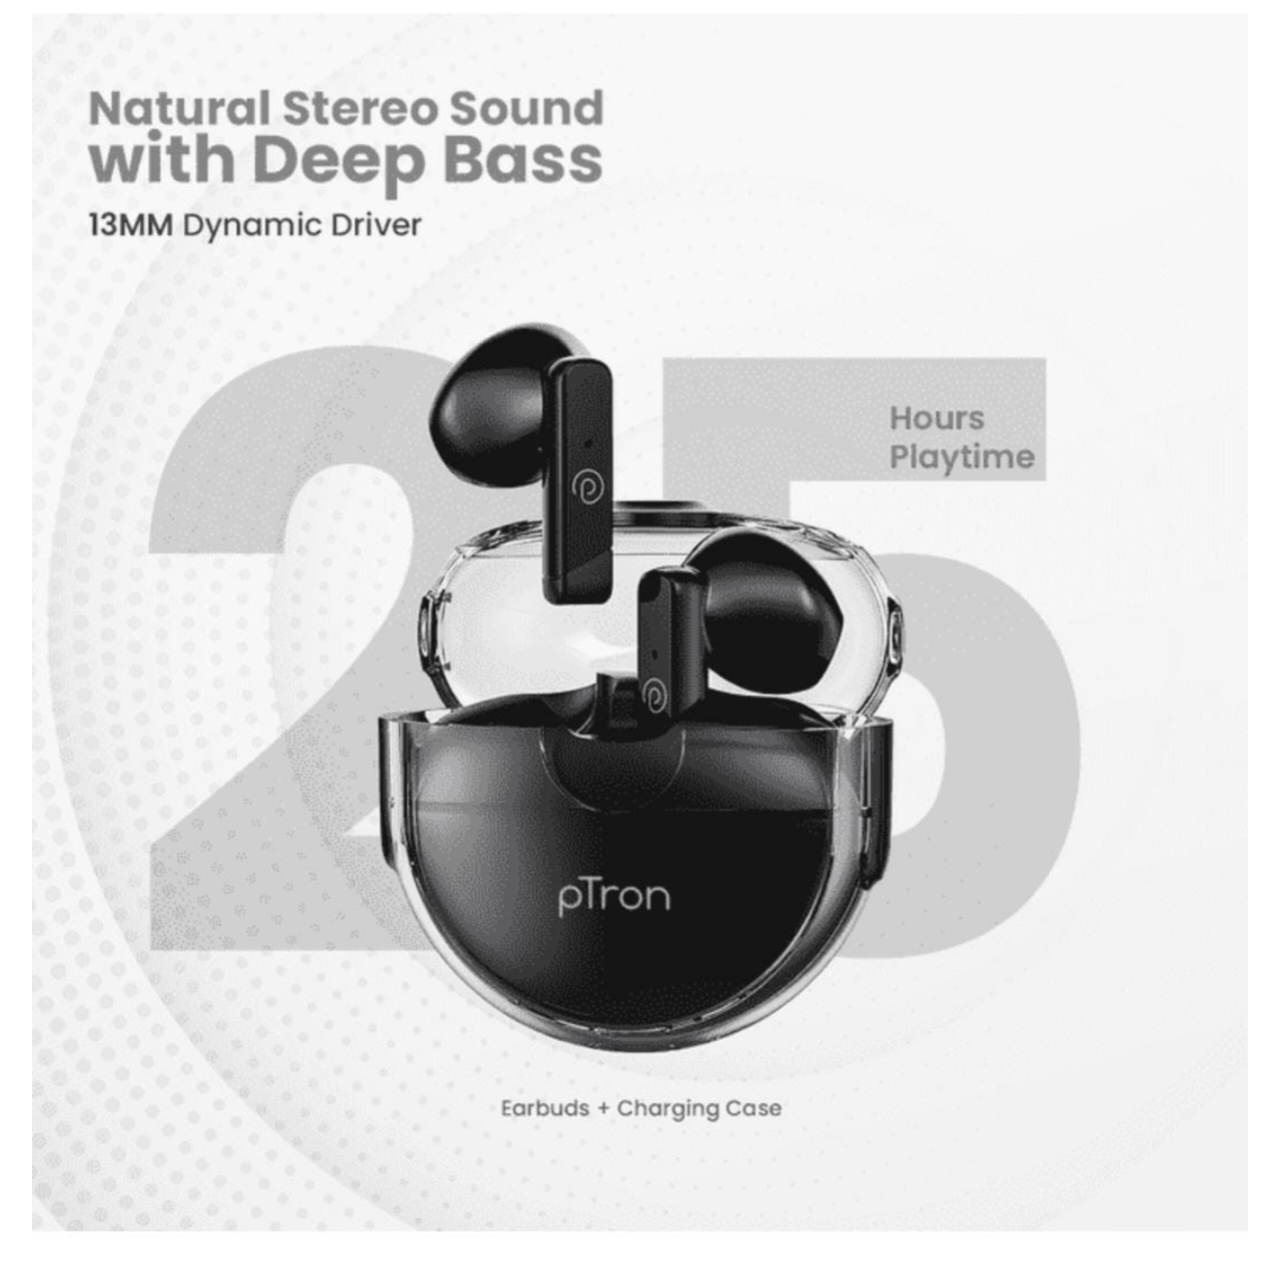 Natural Stereo Sound
with Deep Bass
13MM Dynamic Driver
25
Hours
Playtime
pTron
Earbuds + Charging Case